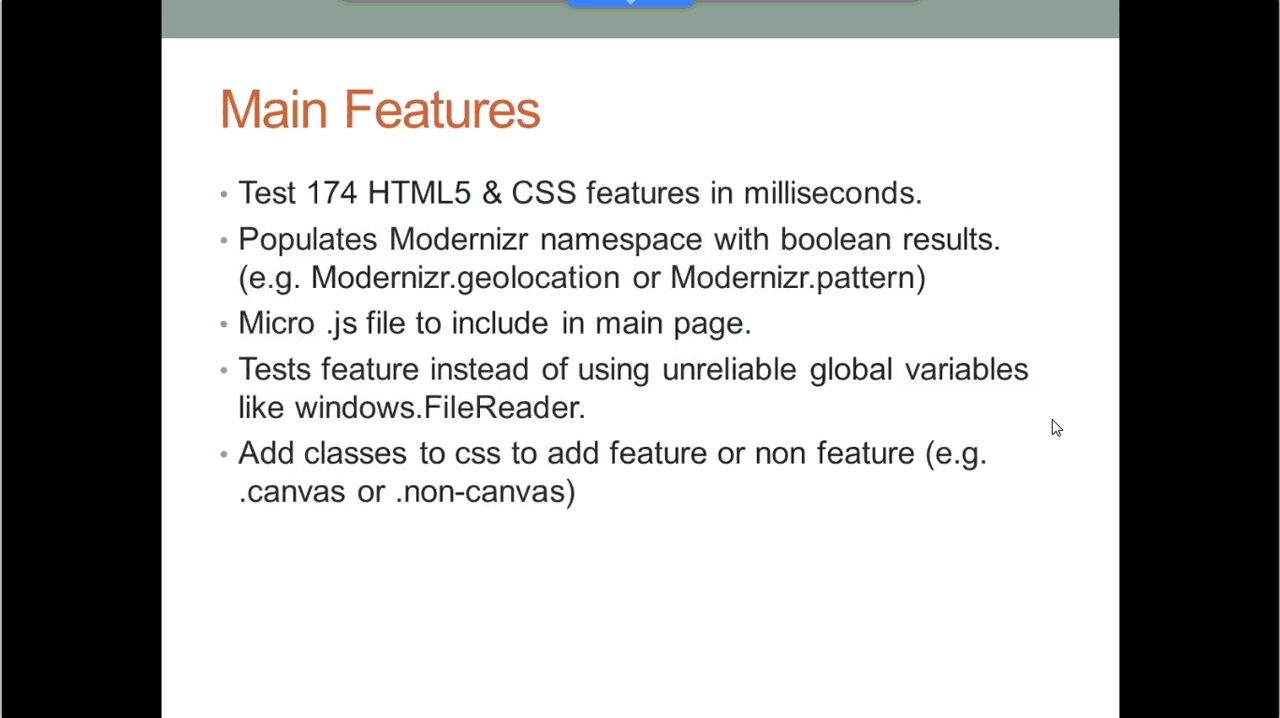 Main Features
• Test 174 HTML5 & CSS features in milliseconds.
• Populates Modernizr namespace with boolean results.
(e.g. Modernizr.geolocation or Modernizr.pattern)
• Micro .js file to include in main page.
• Tests feature instead of using unreliable global variables
like windows.FileReader.
• Add classes to css to add feature or non feature (e.g.
.canvas or .non-canvas)